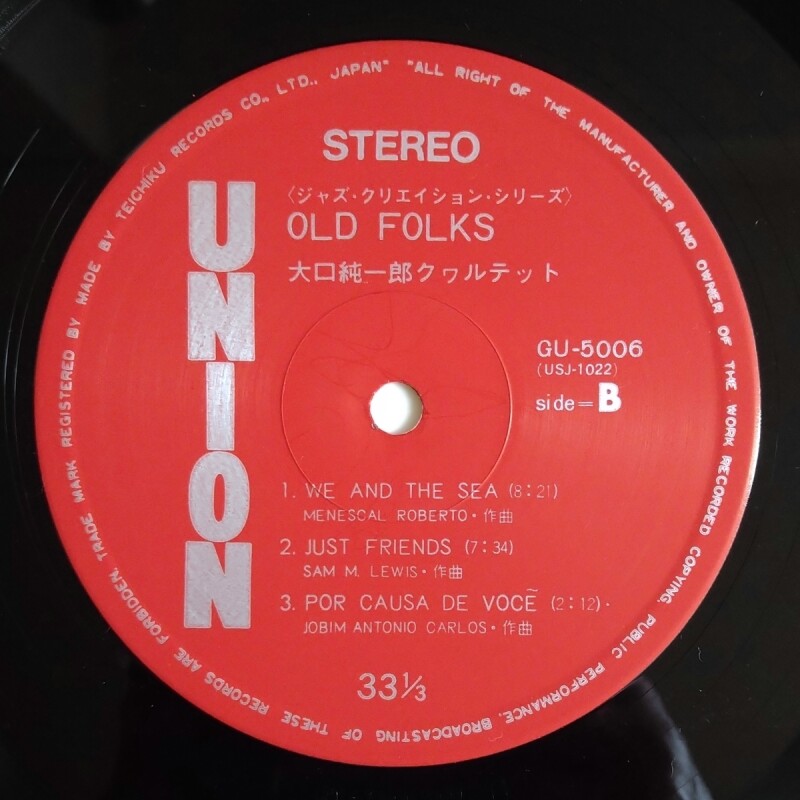 STEREO
UNION
〈ジャズ・クリエイション・シリーズ〉
OLD FOLKS
大口純一郎クヮルテット
GU-5006
(USJ-1022)
side=B
1. WE AND THE SEA (8:21)
MENESCAL ROBERTO・作曲
2. JUST FRIENDS (7:34)
SAM M. LEWIS・作曲
3. POR CAUSA DE VOCẼ (2:12)・
JOBIM ANTONIO CARLOS・作曲
33⅓
TRADE MARK REGISTERED BY MADE BY TEICHIKU RECORDS CO., LTD., JAPAN" "ALL RIGHT OF THE MANUFACTURER AND OWNER OF THE WORK RECORDED COPYING, PUBLIC PERFORMANCE, BROADCASTING OF THESE RECORDS ARE FORBIDDEN.